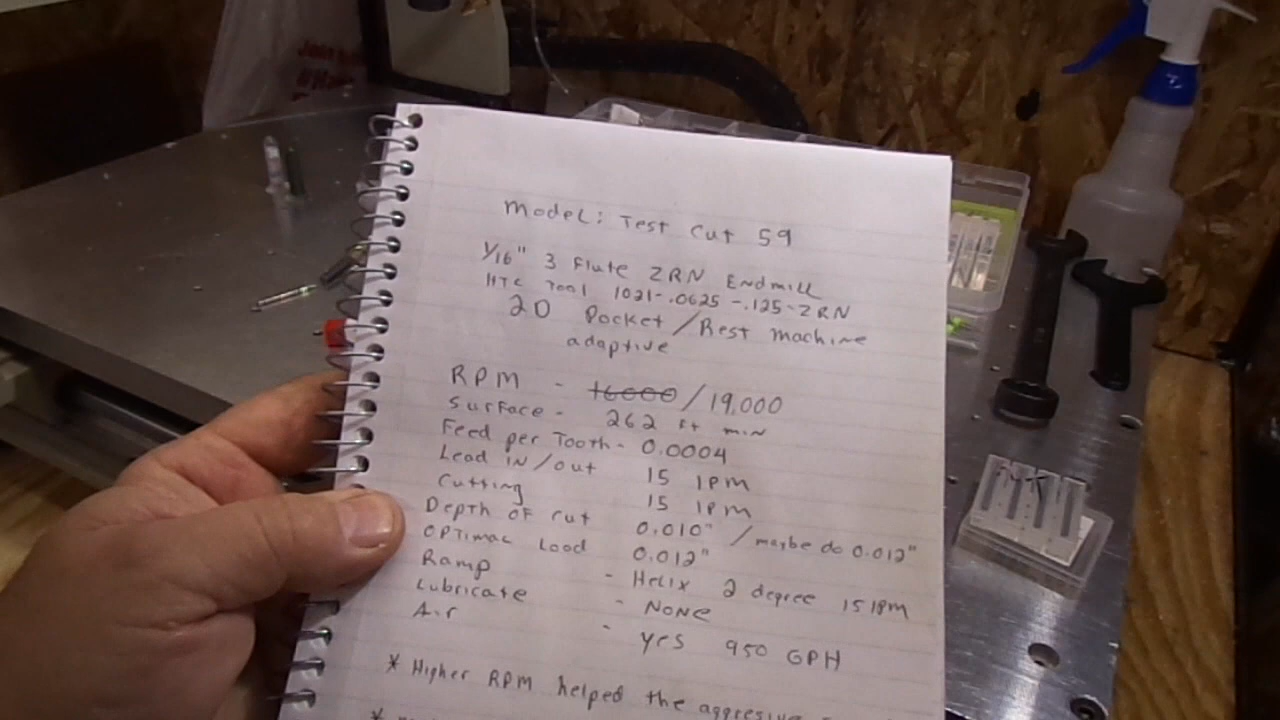 Model: Test Cut 59
1/16" 3 Flute ZRN Endmill
HTC Tool 1021-.0625-.125-ZRN
2D Pocket/Rest Machine
adaptive
RPM - 16000/19,000
Surface - 262 ft min
Feed per Tooth - 0.0004
Lead in/out 15 IPM
Cutting 15 IPM
Depth of cut 0.010" / maybe do 0.012"
OPTimac Load 0.012"
Ramp - Helix 2 degree 15 IPM
Lubricate - NONE
Air - yes 950 GPH
* Higher RPM helped the aggresive